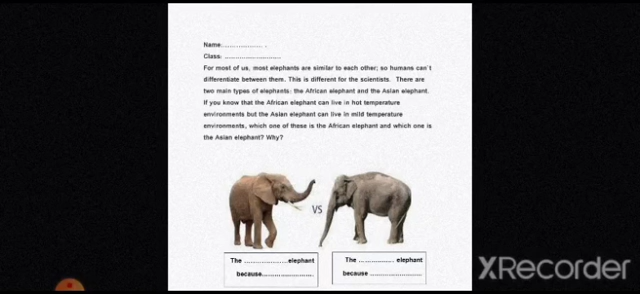 Name.................. .
Class: ..........................
For most of us, most elephants are similar to each other; so humans can't
differentiate between them. This is different for the scientists. There are
two main types of elephants: the African elephant and the Asian elephant.
If you know that the African elephant can live in hot temperature
environments but the Asian elephant can live in mild temperature
environments, which one of these is the African elephant and which one is
the Asian elephant? Why?
VS
The ....................elephant
because........................
The ................ elephant
because ........................
XRecorder